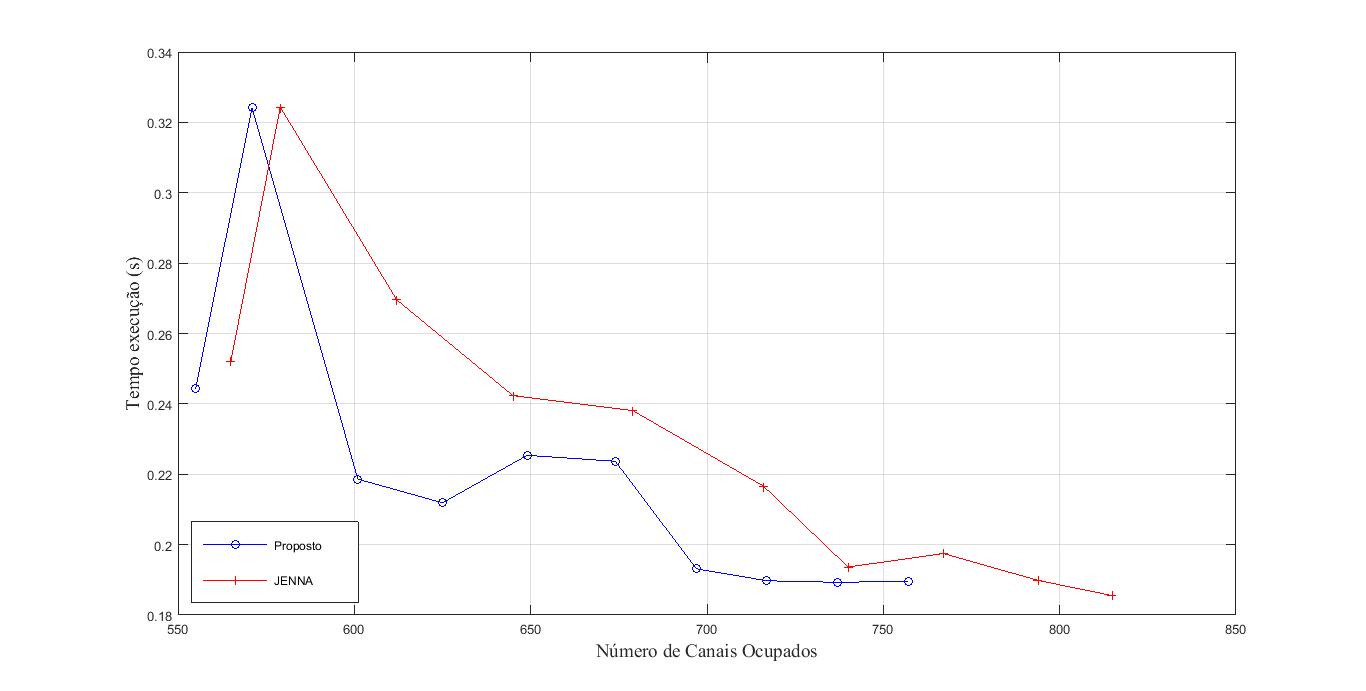 0.34
0.32
0.3
0.28
0.26
0.24
0.22
0.2
0.18
Tempo execução (s)
Proposto
JENNA
550 600 650 700 750 800 850
Número de Canais Ocupados